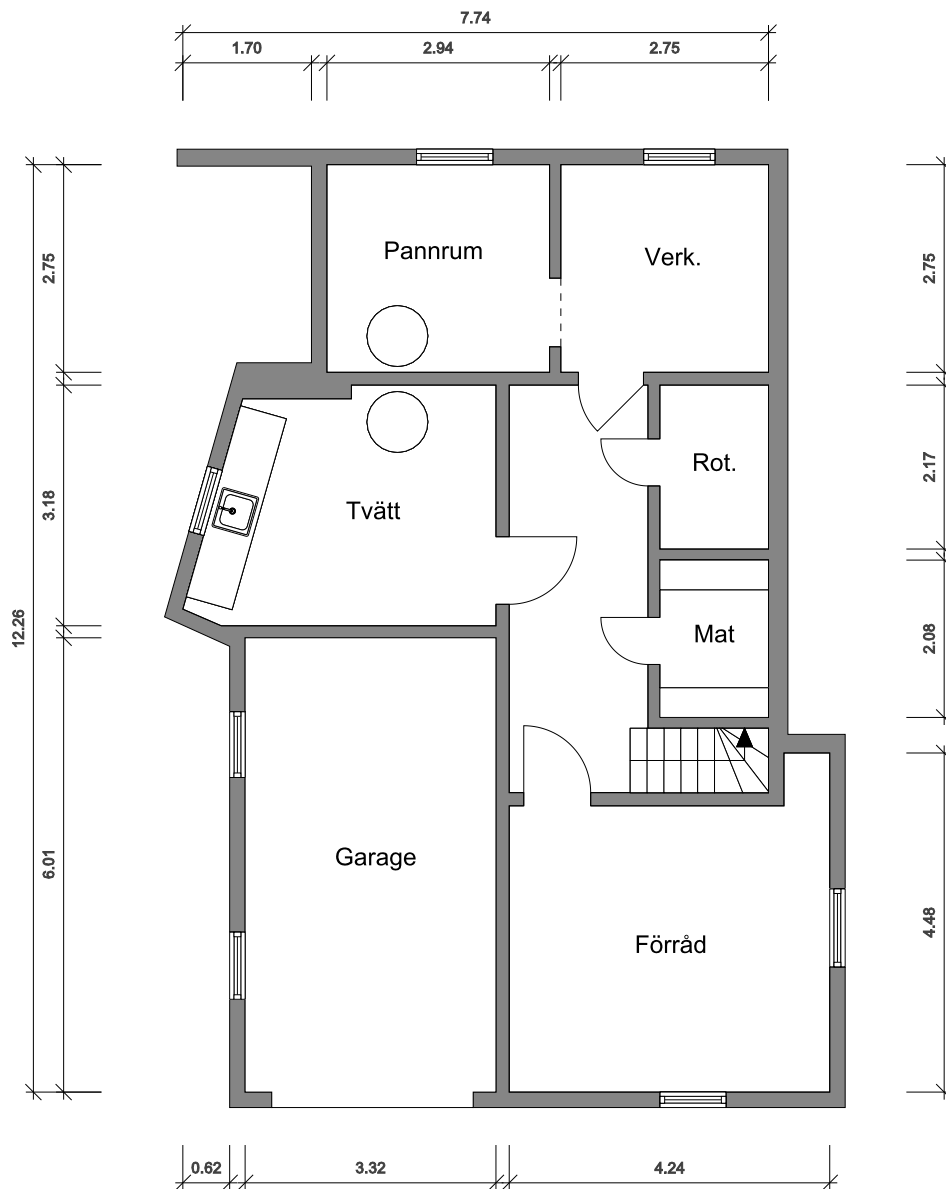 7.74
1.70
2.94
2.75
Pannrum
Verk.
2.75
2.75
Rot.
2.17
Tvätt
3.18
12.26
Mat
2.08
Garage
6.01
Förråd
4.48
0.62
3.32
4.24